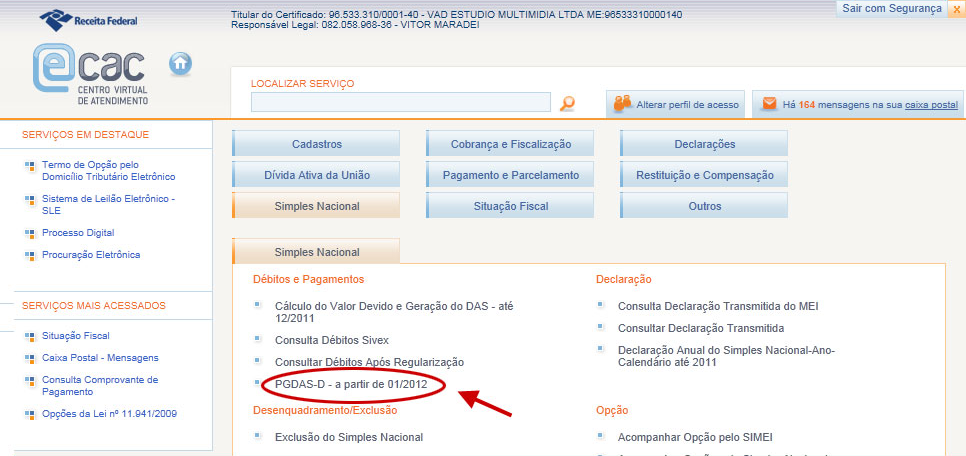 Receita Federal
Titular do Certificado: 96.533.310/0001-40 - VAD ESTUDIO MULTIMIDIA LTDA ME:96533310000140
Responsável Legal: 082.058.968-36 - VITOR MARADEI
Sair com Segurança X
e cac
CENTRO VIRTUAL
DE ATENDIMENTO
LOCALIZAR SERVIÇO
Alterar perfil de acesso
Há 164 mensagens na sua caixa postal
SERVIÇOS EM DESTAQUE
Termo de Opção pelo
Domicílio Tributário Eletrônico
Sistema de Leilão Eletrônico -
SLE
Processo Digital
Procuração Eletrônica
SERVIÇOS MAIS ACESSADOS
Situação Fiscal
Caixa Postal - Mensagens
Consulta Comprovante de
Pagamento
Opções da Lei nº 11.941/2009
Cadastros
Cobrança e Fiscalização
Declarações
Dívida Ativa da União
Pagamento e Parcelamento
Restituição e Compensação
Simples Nacional
Situação Fiscal
Outros
Simples Nacional
Débitos e Pagamentos
Cálculo do Valor Devido e Geração do DAS - até
12/2011
Consulta Débitos Sivex
Consultar Débitos Após Regularização
PGDAS-D - a partir de 01/2012
Desenquadramento/Exclusão
Exclusão do Simples Nacional
Declaração
Consulta Declaração Transmitida do MEI
Consultar Declaração Transmitida
Declaração Anual do Simples Nacional-Ano-
Calendário até 2011
Opção
Acompanhar Opção pelo SIMEI